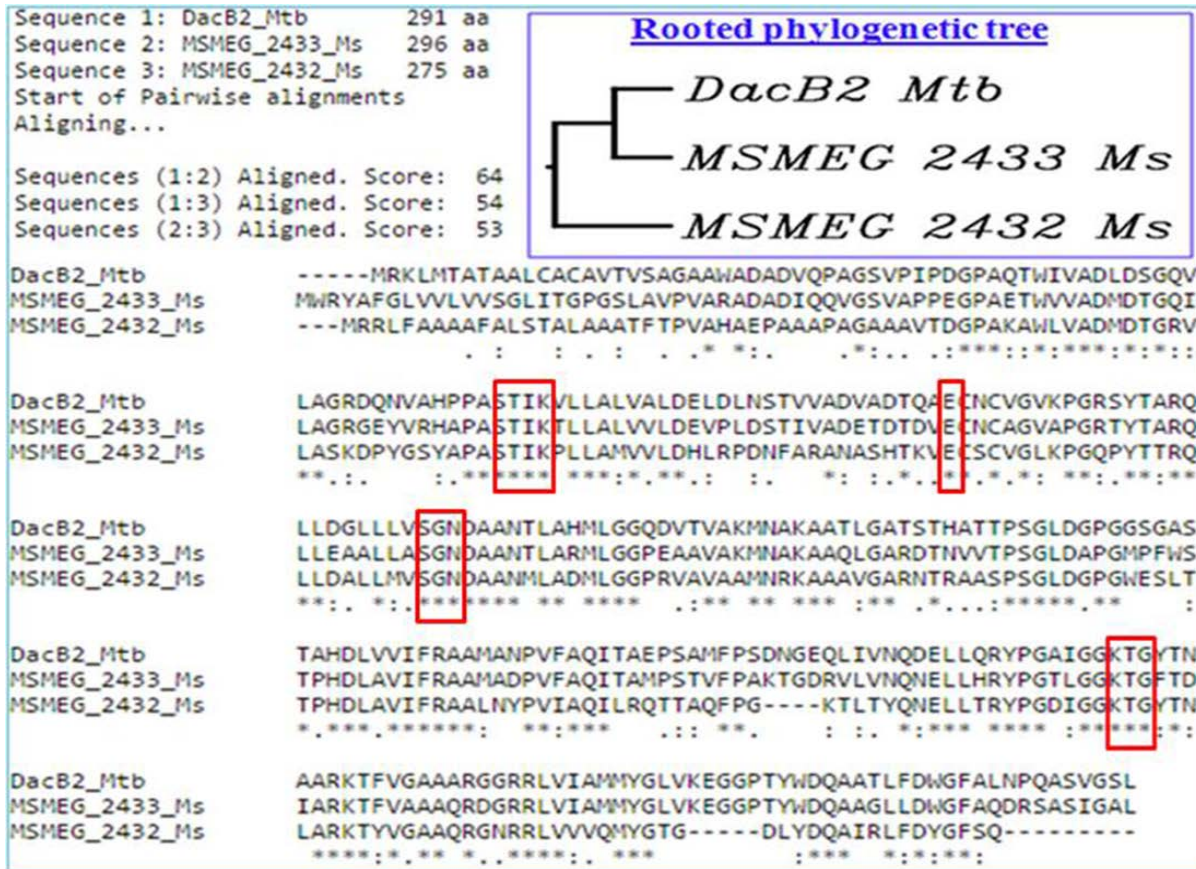 Sequence 1: DacB2_Mtb 291 aa
Sequence 2: MSMEG_2433_Ms 296 aa
Sequence 3: MSMEG_2432_Ms 275 aa
Start of Pairwise alignments
Aligning...
Sequences (1:2) Aligned. Score: 64
Sequences (1:3) Aligned. Score: 54
Sequences (2:3) Aligned. Score: 53
Rooted phylogenetic tree
DacB2 Mtb
MSMEG 2433 Ms
MSMEG 2432 Ms
DacB2_Mtb -----MRKLMTATAALCACAVTVSAGAAWADADVQPAGSVPIPDGPAQTWIVADLDSGQV
MSMEG_2433_Ms MWRYAFGLVVLVVSGLITGPGSLAVPVARADADIQQVGSVAPPEGPAETWVVADMDTGQI
MSMEG_2432_Ms ---MRRLFAAAAFALSTALAAATFTPVAHAEPAAAPAGAAAVTDGPAKAWLVADMDTGRV
. : : . : . .* *:. .*:.. .:***::*:***:*:*::
DacB2_Mtb LAGRDQNVAHPPASTIKVLLALVALDELDLNSTVVADVADTQAECNCVGVKPGRSYTARQ
MSMEG_2433_Ms LAGRGEYVRHAPASTIKTLLALVVLDEVPLDSTIVADETDTDVECNCAGVAPGRTYTARQ
MSMEG_2432_Ms LASKDPYGSYAPASTIKPLLAMVVLDHLRPDNFARANASHTKVECSCVGLKPGQPYTTRQ
**.:. :.****** ***:*.**.: :. *: .*..**.*.*: **:.**:**
DacB2_Mtb LLDGLLLVSGNDAANTLAHMLGGQDVTVAKMNAKAATLGATSTHATTPSGLDGPGGSGAS
MSMEG_2433_Ms LLEAALLASGNDAANTLARMLGGPEAAVAKMNAKAAQLGARDTNVVTPSGLDAPGMPFWS
MSMEG_2432_Ms LLDALLMVSGNDAANMLADMLGGPRVAVAAMNRKAAAVGARNTRAASPSGLDGPGWESLT
**:. *:.******* ** **** .:** ** *** :** .*...:*****.** :
DacB2_Mtb TAHDLVVIFRAAMANPVFAQITAEPSAMFPSDNGEQLIVNQDELLQRYPGAIGGKTGYTN
MSMEG_2433_Ms TPHDLAVIFRAAMADPVFAQITAMPSTVFPAKTGDRVLVNQNELLHRYPGTLGGKTGFTD
MSMEG_2432_Ms TPHDLAVIFRAALNYPVIAQILRQTTAQFPG----KTLTYQNELLTRYPGDIGGKTGYTN
*.***.******: **:*** .:: **. : :. *:*** **** :*****:*:
DacB2_Mtb AARKTFVGAAARGGRRLVIAMMYGLVKEGGPTYWDQAATLFDWGFALNPQASVGSL
MSMEG_2433_Ms IARKTFVAAAQRDGRRLVIAMMYGLVKEGGPTYWDQAAGLLDWGFAQDRSASIGAL
MSMEG_2432_Ms LARKTYVGAAQRGNRRLVVVQMYGTG-----DLYDQAIRLFDYGFSQ---------
****:*.** *..****:. *** :*** *:*:**: